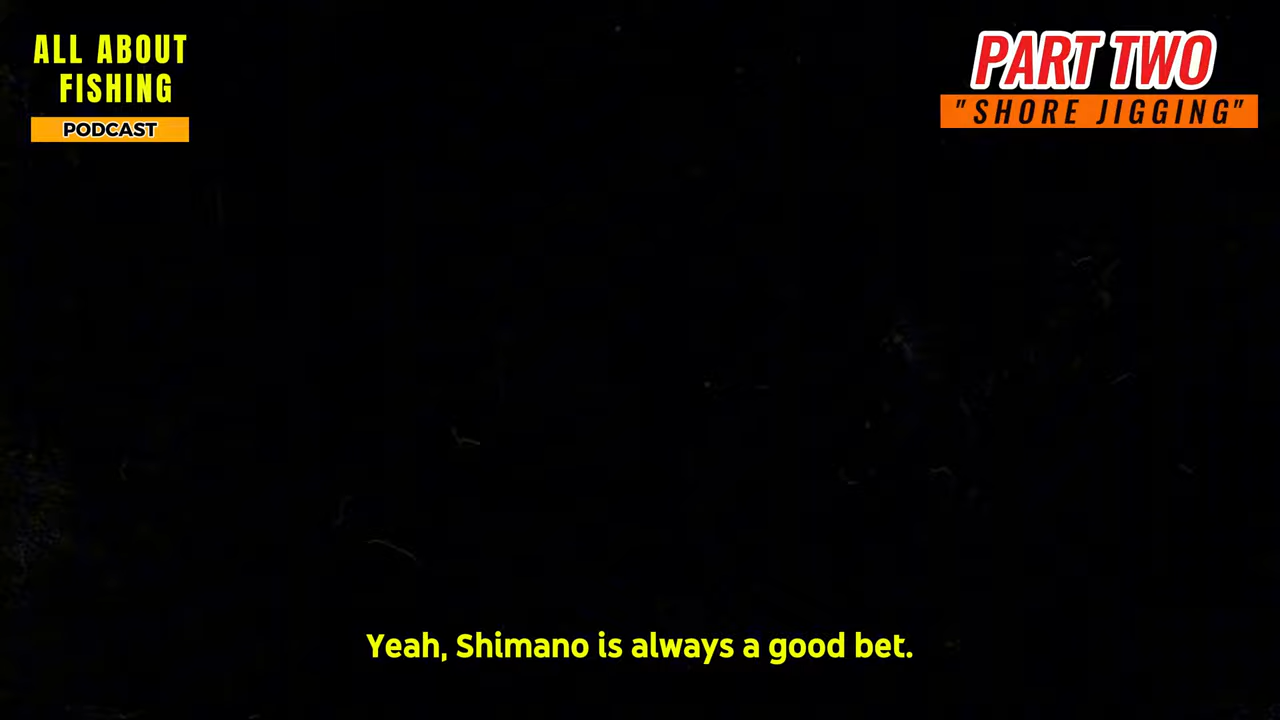 ALL ABOUT
FISHING
PODCAST
PART TWO
"SHORE JIGGING"
Yeah, Shimano is always a good bet.